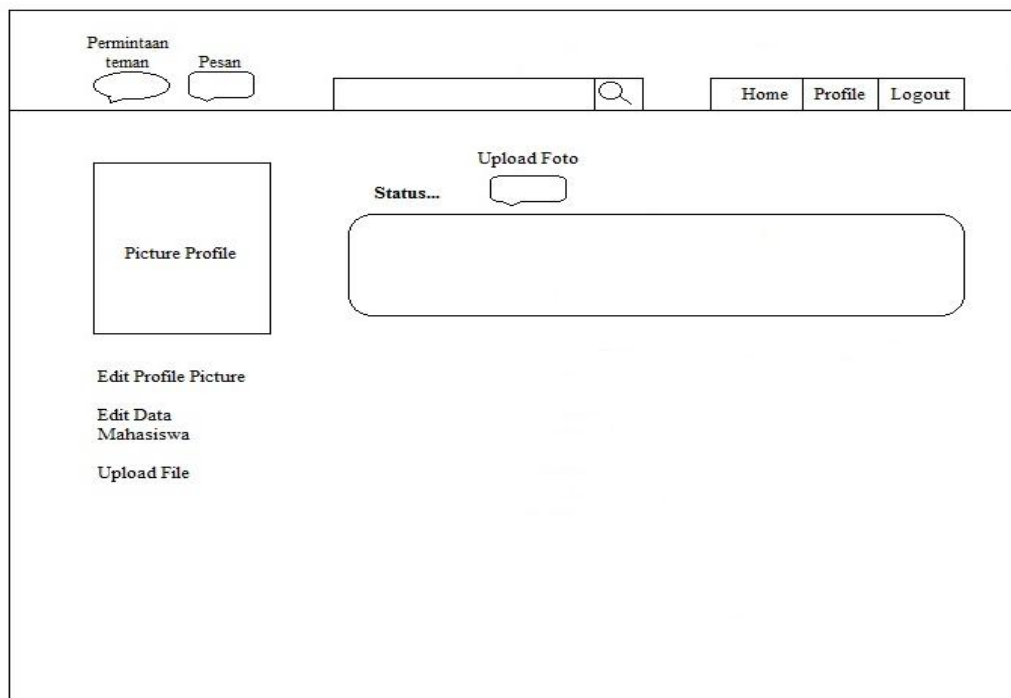 Permintaan
teman
Pesan
Home
Profile
Logout
Upload Foto
Status...
Picture Profile
Edit Profile Picture
Edit Data
Mahasiswa
Upload File